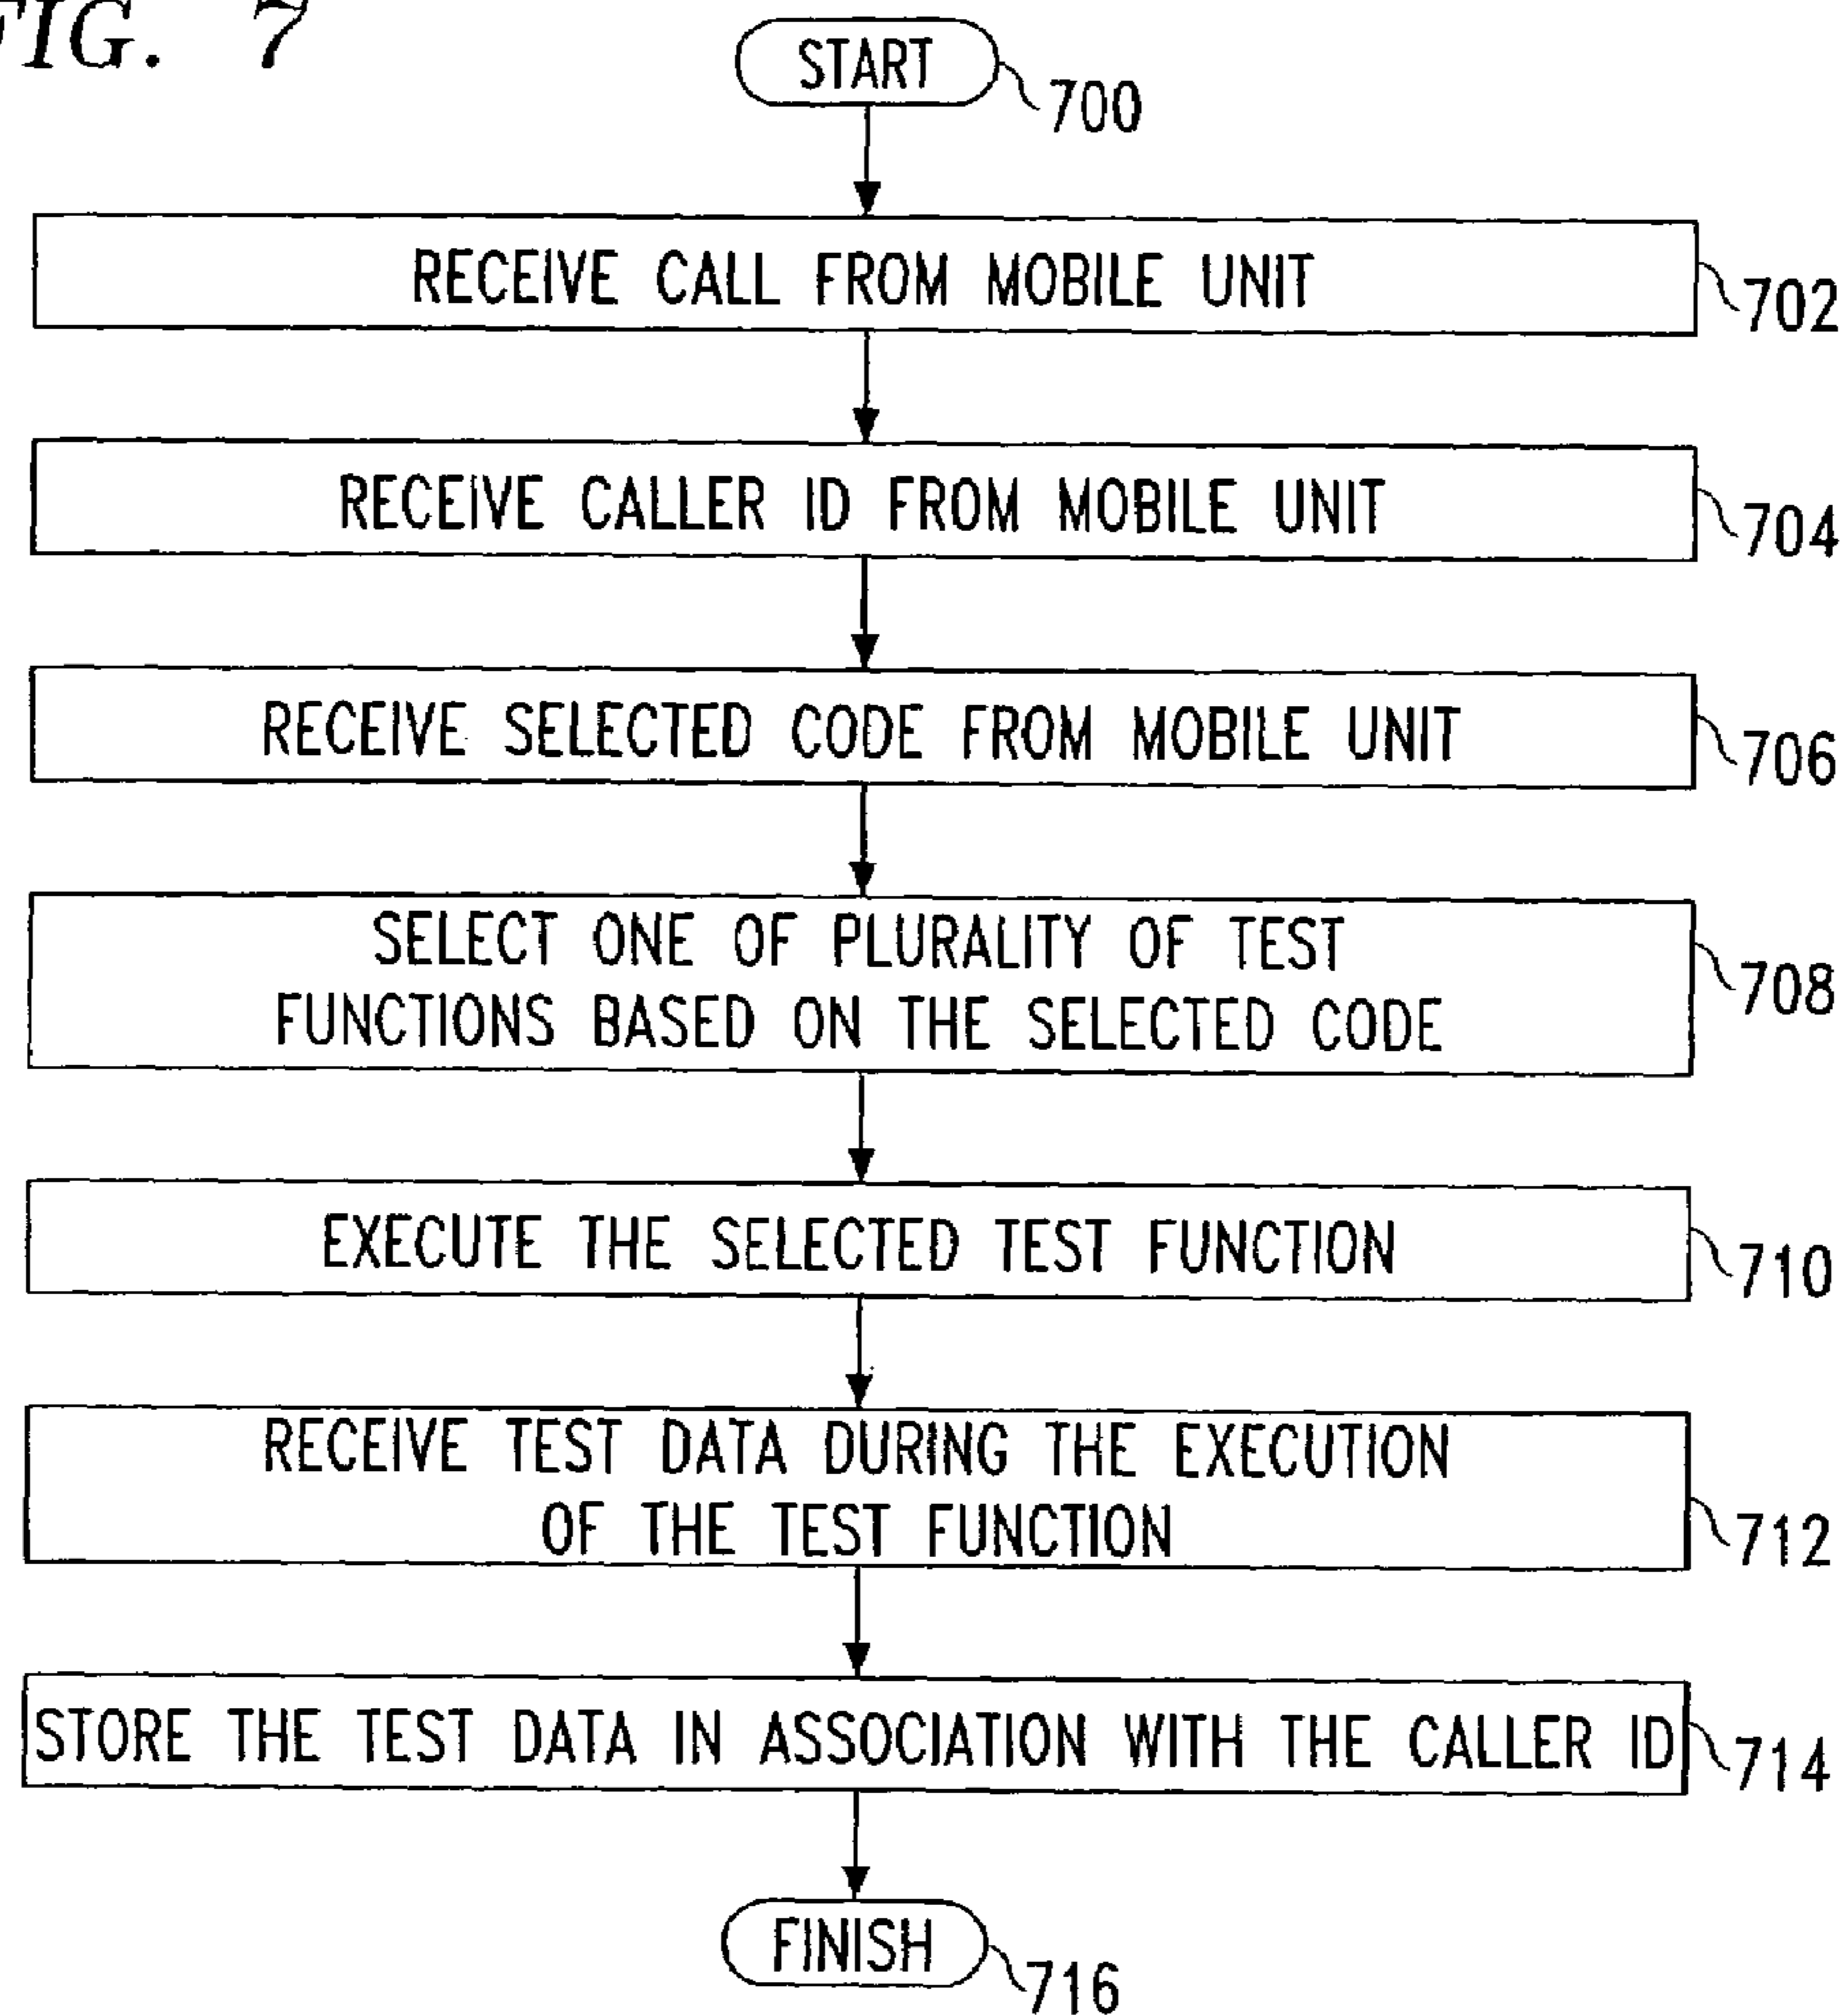 FIG. 7
START
700
RECEIVE CALL FROM MOBILE UNIT
702
RECEIVE CALLER ID FROM MOBILE UNIT
704
RECEIVE SELECTED CODE FROM MOBILE UNIT
706
SELECT ONE OF PLURALITY OF TEST
FUNCTIONS BASED ON THE SELECTED CODE
708
EXECUTE THE SELECTED TEST FUNCTION
710
RECEIVE TEST DATA DURING THE EXECUTION
OF THE TEST FUNCTION
712
STORE THE TEST DATA IN ASSOCIATION WITH THE CALLER ID
714
FINISH
716